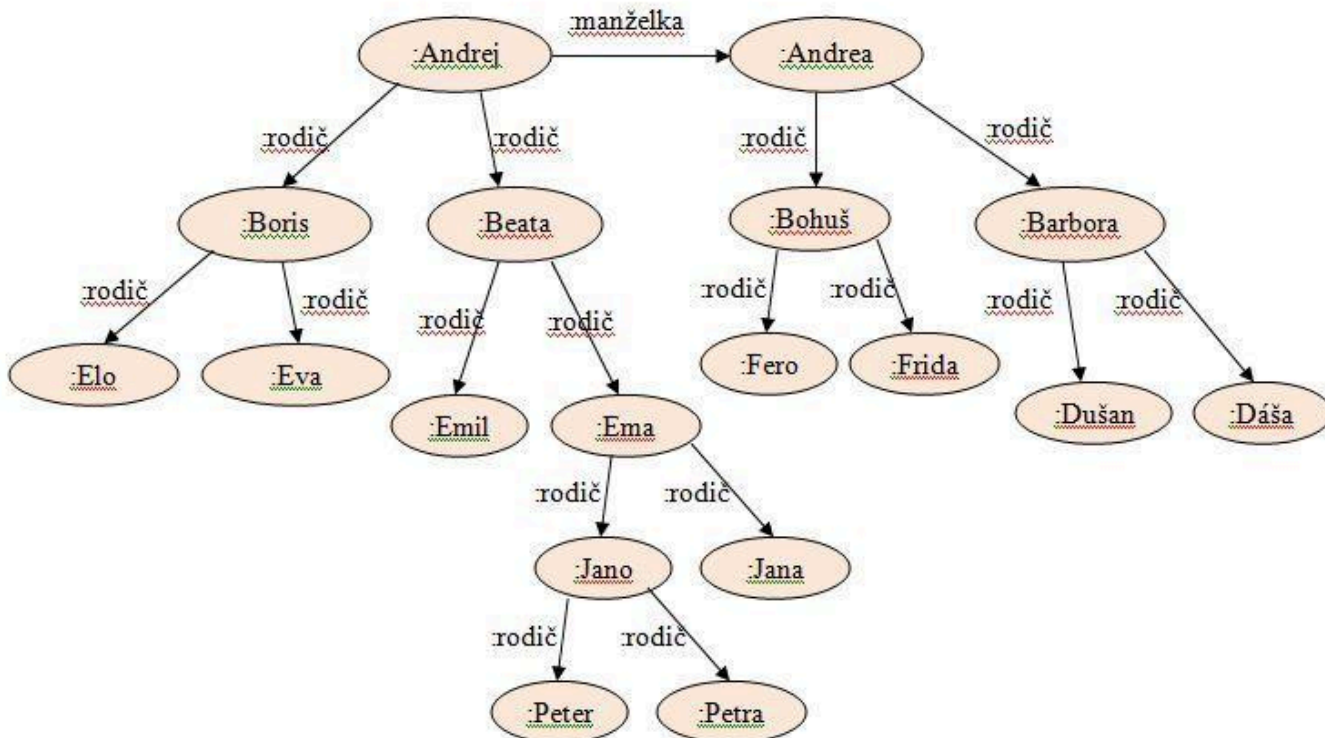 :manželka
:Andrej
:Andrea
:rodič
:rodič
:rodič
:rodič
:Boris
:Beata
:Bohuš
:Barbora
:rodič
:rodič
:rodič
:rodič
:rodič
:rodič
:rodič
:rodič
:Elo
:Eva
:Fero
:Frida
:Emil
:Ema
:Dušan
:Dáša
:rodič
:rodič
:Jano
:Jana
:rodič
:rodič
:Peter
:Petra